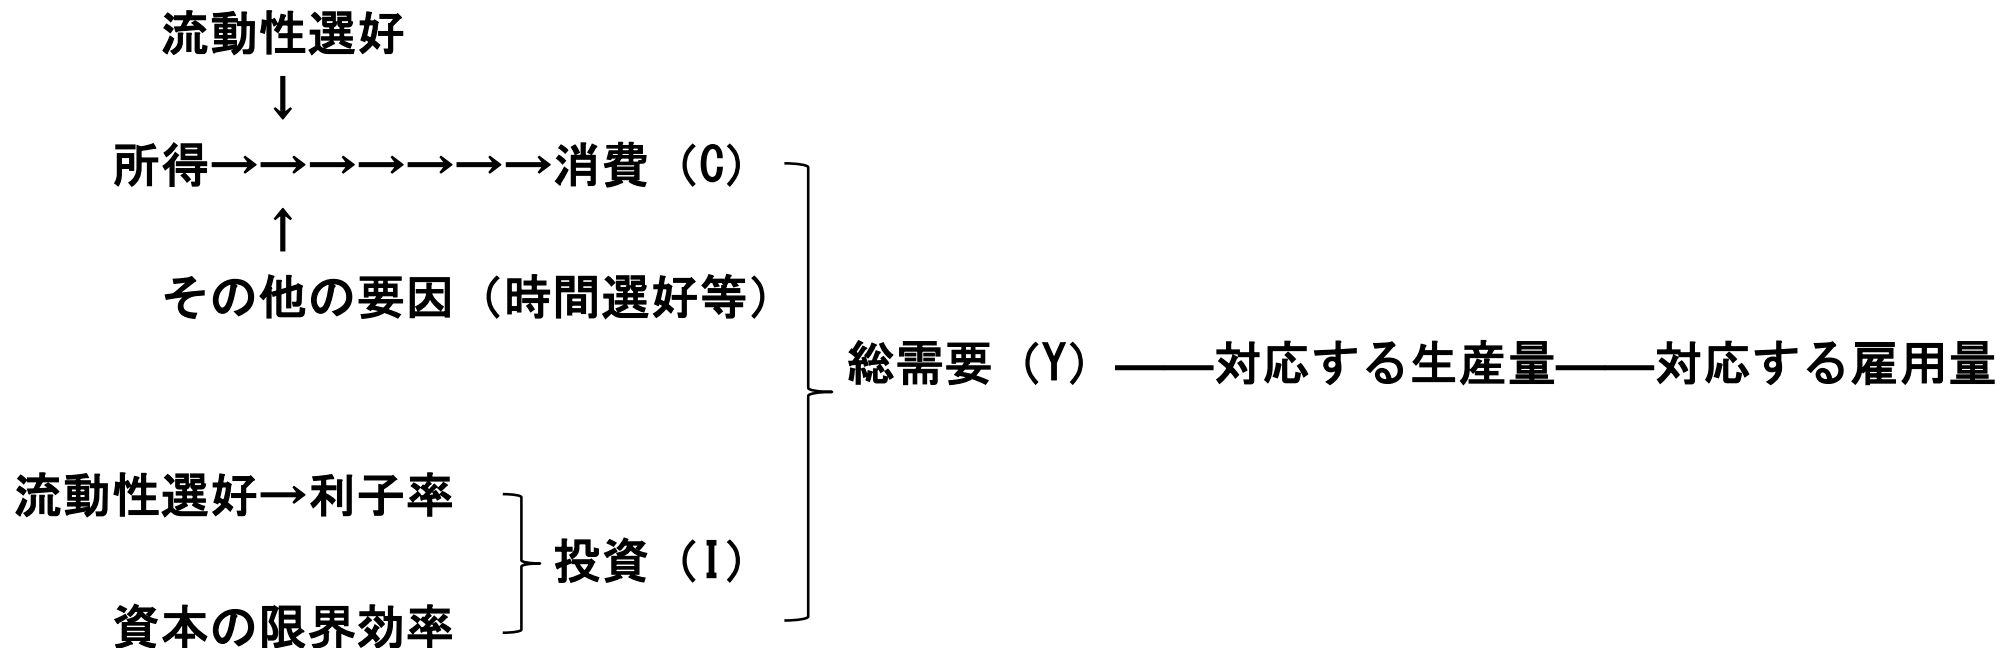 流動性選好
↓
所得→→→→→→→消費（C）
↑
その他の要因（時間選好等）
総需要（Y）――対応する生産量――対応する雇用量
流動性選好→利子率
投資（I）
資本の限界効率